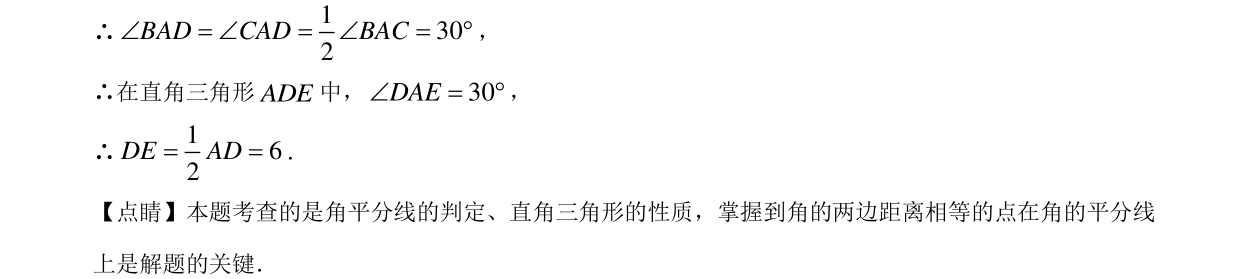 ∴ ∠BAD = ∠CAD = 1/2 ∠BAC = 30°，
∴在直角三角形 ADE 中，∠DAE = 30°，
∴ DE = 1/2 AD = 6．
【点睛】本题考查的是角平分线的判定、直角三角形的性质，掌握到角的两边距离相等的点在角的平分线
上是解题的关键．